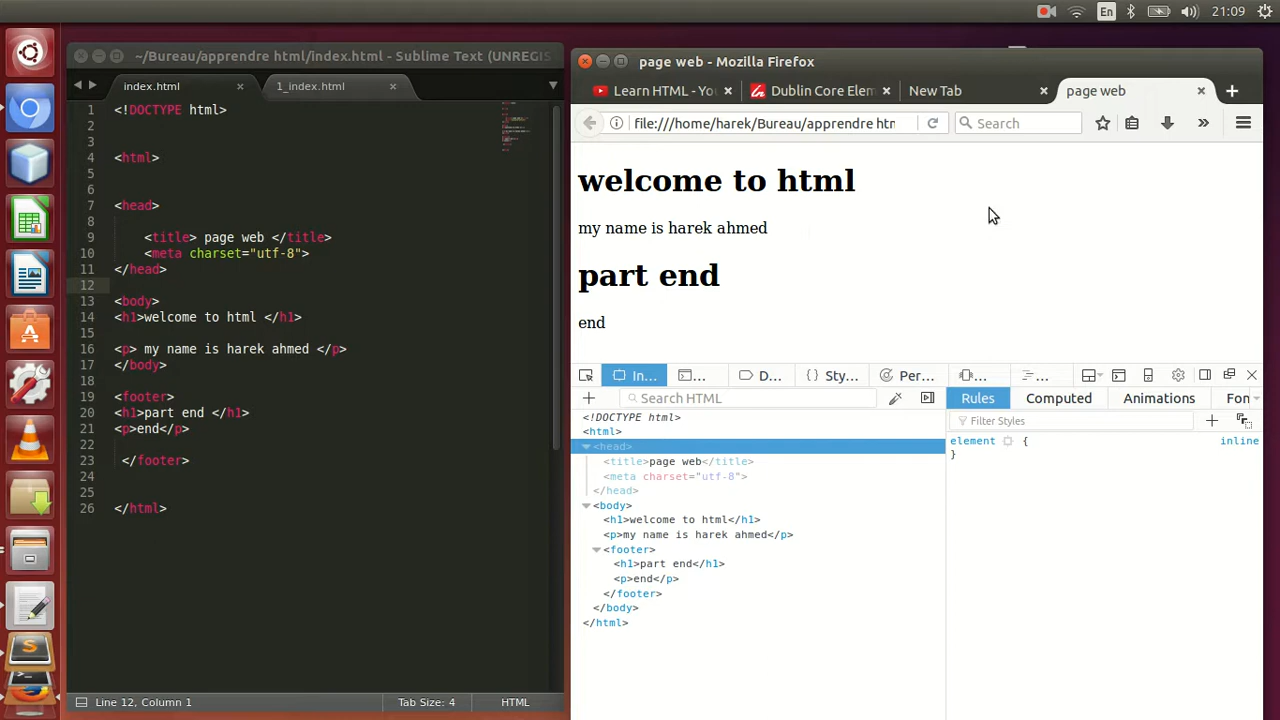 En
21:09
~/Bureau/apprendre html/index.html - Sublime Text (UNREGIS
index.html
1_index.html
1 <!DOCTYPE html>
2
3
4 <html>
5
6
7 <head>
8
9 <title> page web </title>
10 <meta charset="utf-8">
11 </head>
12
13 <body>
14 <h1>welcome to html </h1>
15
16 <p> my name is harek ahmed </p>
17 </body>
18
19 <footer>
20 <h1>part end </h1>
21 <p>end</p>
22
23 </footer>
24
25
26 </html>
Line 12, Column 1
Tab Size: 4
HTML
page web - Mozilla Firefox
Learn HTML - Yo
Dublin Core Elem
New Tab
page web
file:///home/harek/Bureau/apprendre htn
Search
welcome to html
my name is harek ahmed
part end
end
In...
...
D...
{ } Sty...
Per...
...
...
Search HTML
Rules
Computed
Animations
Fon
Filter Styles
<!DOCTYPE html>
<html>
<head>
<title>page web</title>
<meta charset="utf-8">
</head>
<body>
<h1>welcome to html</h1>
<p>my name is harek ahmed</p>
<footer>
<h1>part end</h1>
<p>end</p>
</footer>
</body>
</html>
element {
inline
}